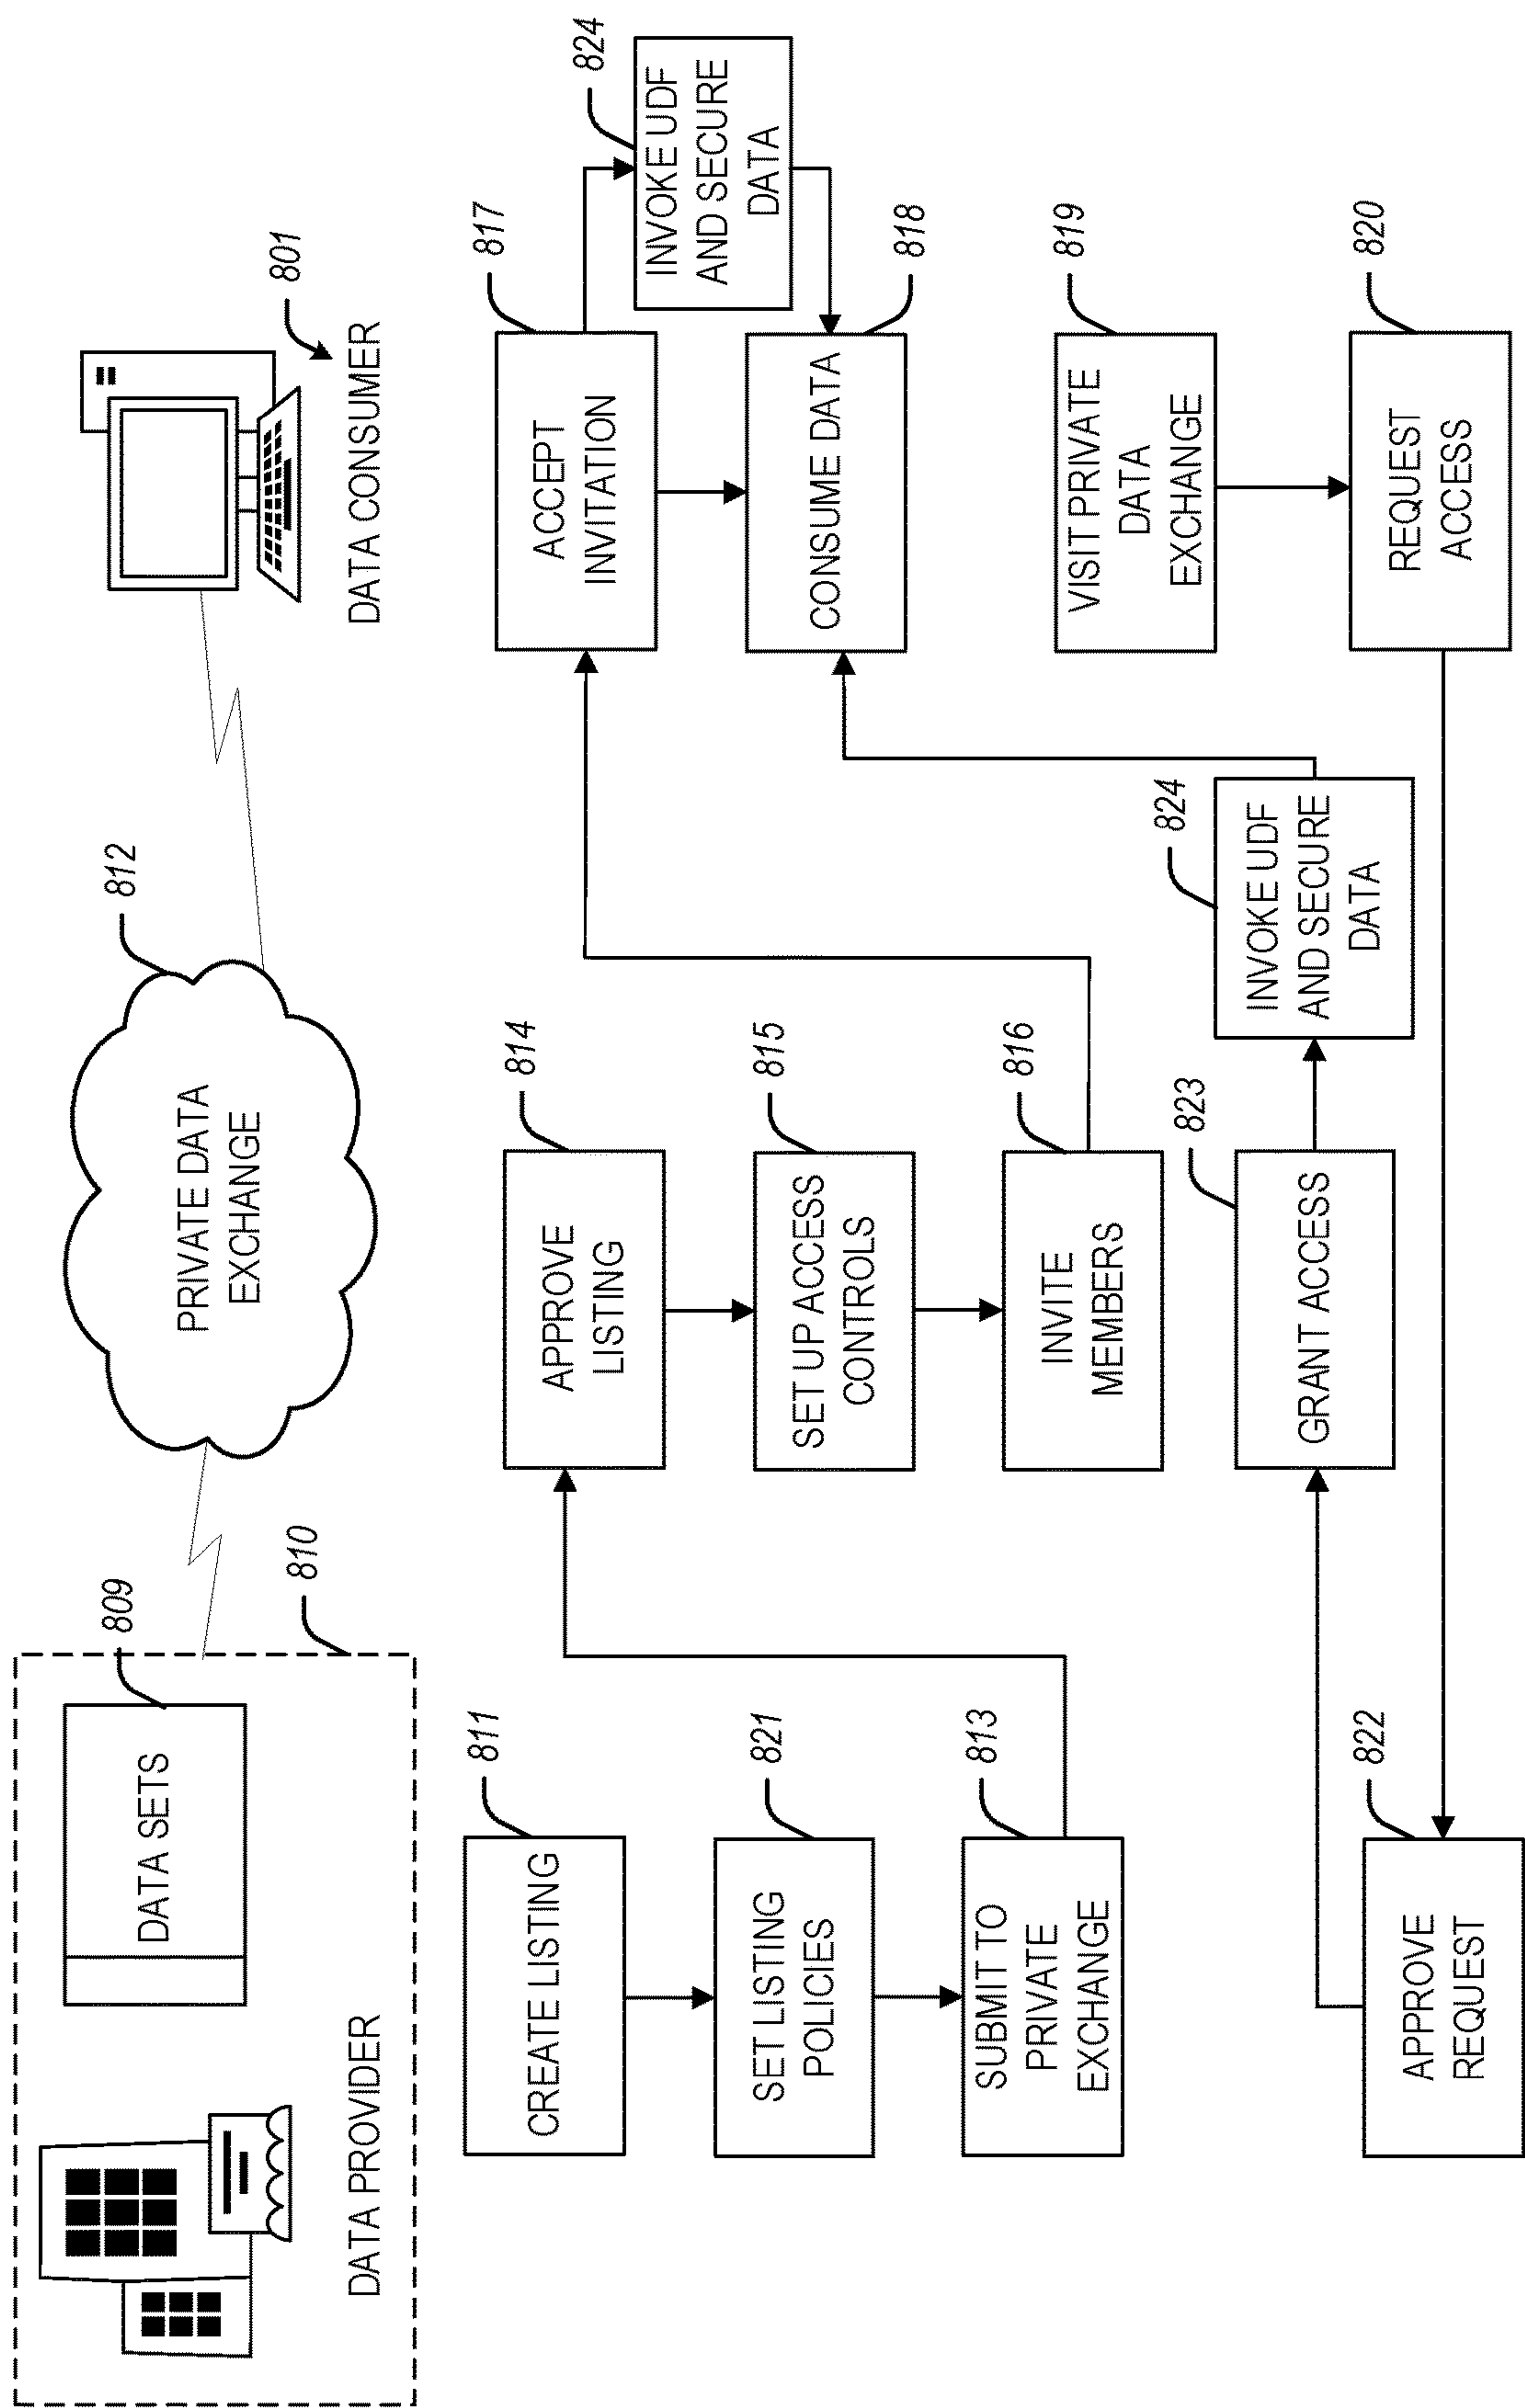 DATA SETS
809
810
DATA PROVIDER
812
PRIVATE DATA
EXCHANGE
801
DATA CONSUMER
811
CREATE LISTING
821
SET LISTING
POLICIES
813
SUBMIT TO
PRIVATE
EXCHANGE
814
APPROVE
LISTING
815
SET UP ACCESS
CONTROLS
816
INVITE
MEMBERS
817
ACCEPT
INVITATION
824
INVOKE UDF
AND SECURE
DATA
818
CONSUME DATA
819
VISIT PRIVATE
DATA
EXCHANGE
820
REQUEST
ACCESS
822
APPROVE
REQUEST
823
GRANT ACCESS
824
INVOKE UDF
AND SECURE
DATA